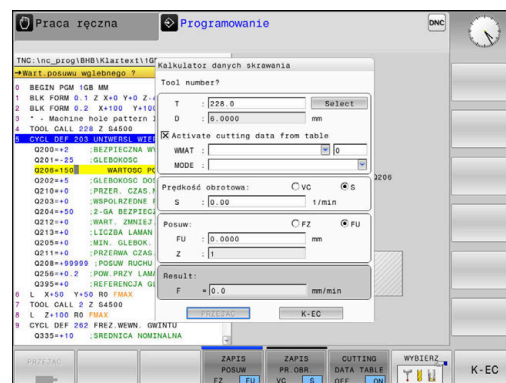 Praca ręczna
Programowanie
DNC
TNC:\nc_prog\BHB\Klartext\1G
→Wart.posuwu wglebnego ?
0 BEGIN PGM 1GB MM
1 BLK FORM 0.1 Z X+0 Y+0 Z-
2 BLK FORM 0.2 X+100 Y+10
3 * - Machine hole pattern
4 TOOL CALL 228 Z S4500
5 CYCL DEF 203 UNIWERSL WIE
Q200=+2 ;BEZPIECZNA WY
Q201=-25 ;GLEBOKOSC
Q206=150 WARTOSC PO
Q202=+5 ;GLEBOKOSC DOS
Q210=+0 ;PRZER. CZAS.
Q203=+0 ;WSPOLRZEDNE
Q204=+50 ;2-GA BEZPIEC
Q212=+0 ;WART. ZMNIEJ
Q213=+0 ;LICZBA LAMAN
Q205=+0 ;MIN. GLEBOK.
Q211=+0 ;PRZERWA CZAS.
Q208=+99999 ;POSUW RUCHU
Q256=+0.2 ;POW.PRZY LAMA
Q395=+0 ;REFERENCJA GL
6 L X+50 Y+50 R0 FMAX
7 TOOL CALL 2 Z S4500
8 L Z+100 R0 FMAX
9 CYCL DEF 262 FREZ.WEWN. GWINTU
Q335=+10 ;SREDNICA NOMINALNA
Kalkulator danych skrawania
Tool number?
T : 228.0 Select
D : 6.0000 mm
Activate cutting data from table
WMAT : 0
MODE :
Prędkość obrotowa: VC S
S : 0.00 1/min
Posuw: FZ FU
FU : 0.0000 mm
Z : 1
Result:
F = 0.0 mm/min
PRZEJAC K-EC
Q206
PRZEJAC
ZAPIS POSUW FZ FU
ZAPIS PR.OBR. VC S
CUTTING DATA TABLE OFF ON
WYBIERZ
K-EC